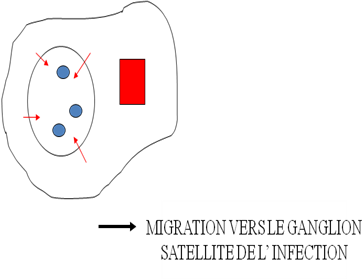 MIGRATION VERS LE GANGLION
SATELLITE DE L' INFECTION